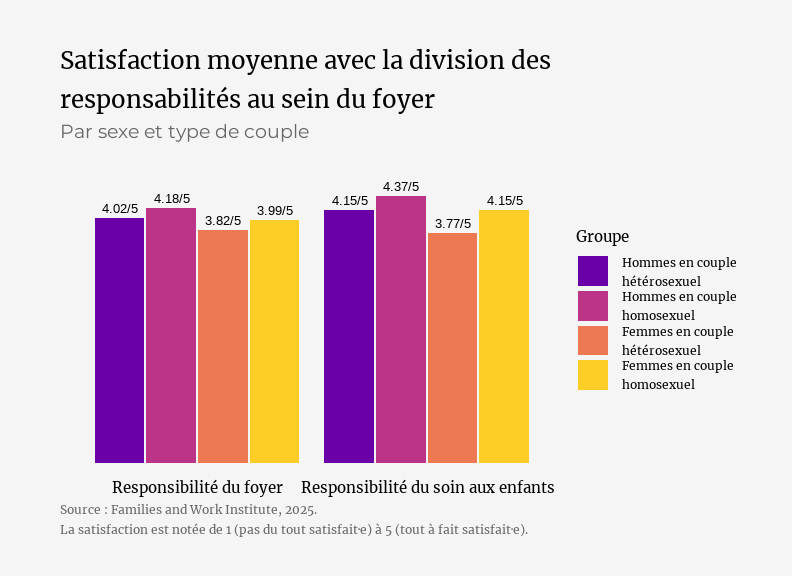 Satisfaction moyenne avec la division des
responsabilités au sein du foyer
Par sexe et type de couple
4.02/5
4.18/5
3.82/5
3.99/5
4.15/5
4.37/5
3.77/5
4.15/5
Groupe
Hommes en couple
hétérosexuel
Hommes en couple
homosexuel
Femmes en couple
hétérosexuel
Femmes en couple
homosexuel
Responsibilité du foyer
Responsibilité du soin aux enfants
Source : Families and Work Institute, 2025.
La satisfaction est notée de 1 (pas du tout satisfait·e) à 5 (tout à fait satisfait·e).